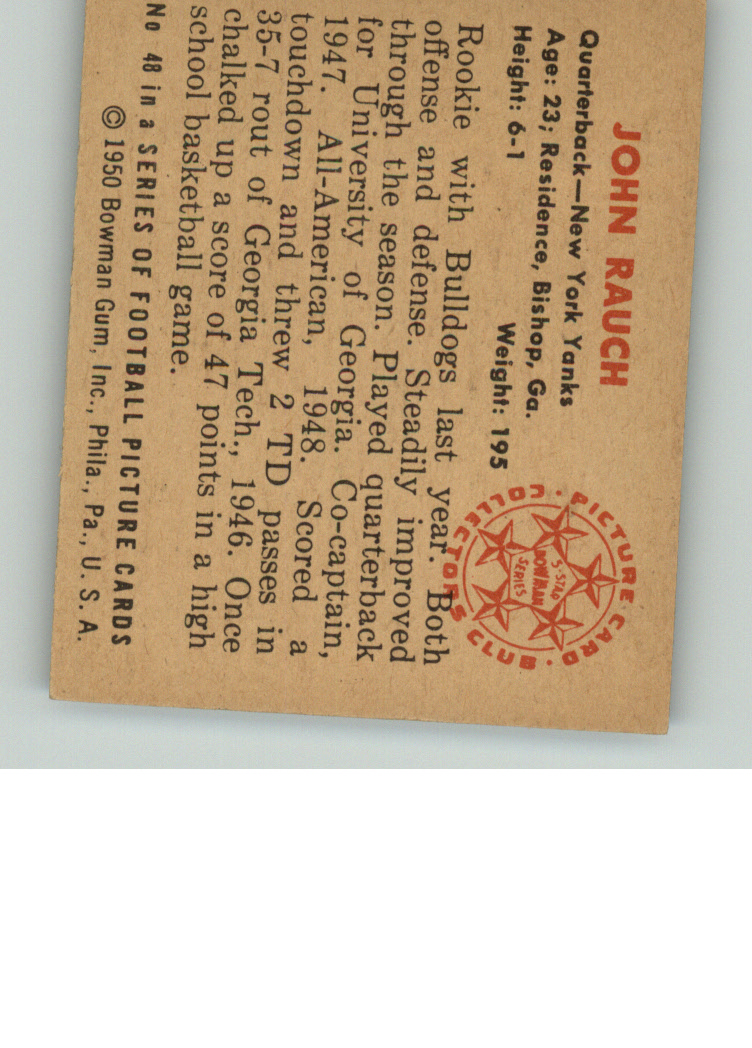 JOHN RAUCH
Quarterback—New York Yanks
Age: 23; Residence, Bishop, Ga.
Height: 6-1 Weight: 195
Rookie with Bulldogs last year. Both
offense and defense. Steadily improved
through the season. Played quarterback
for University of Georgia. Co-captain,
1947. All-American, 1948. Scored a
touchdown and threw 2 TD passes in
35-7 rout of Georgia Tech., 1946. Once
chalked up a score of 47 points in a high
school basketball game.
No 48 in a SERIES OF FOOTBALL PICTURE CARDS
© 1950 Bowman Gum, Inc., Phila., Pa., U. S. A.
PICTURE · CARD · COLLECTORS CLUB ·
5-STAR
BOWMAN
SERIES